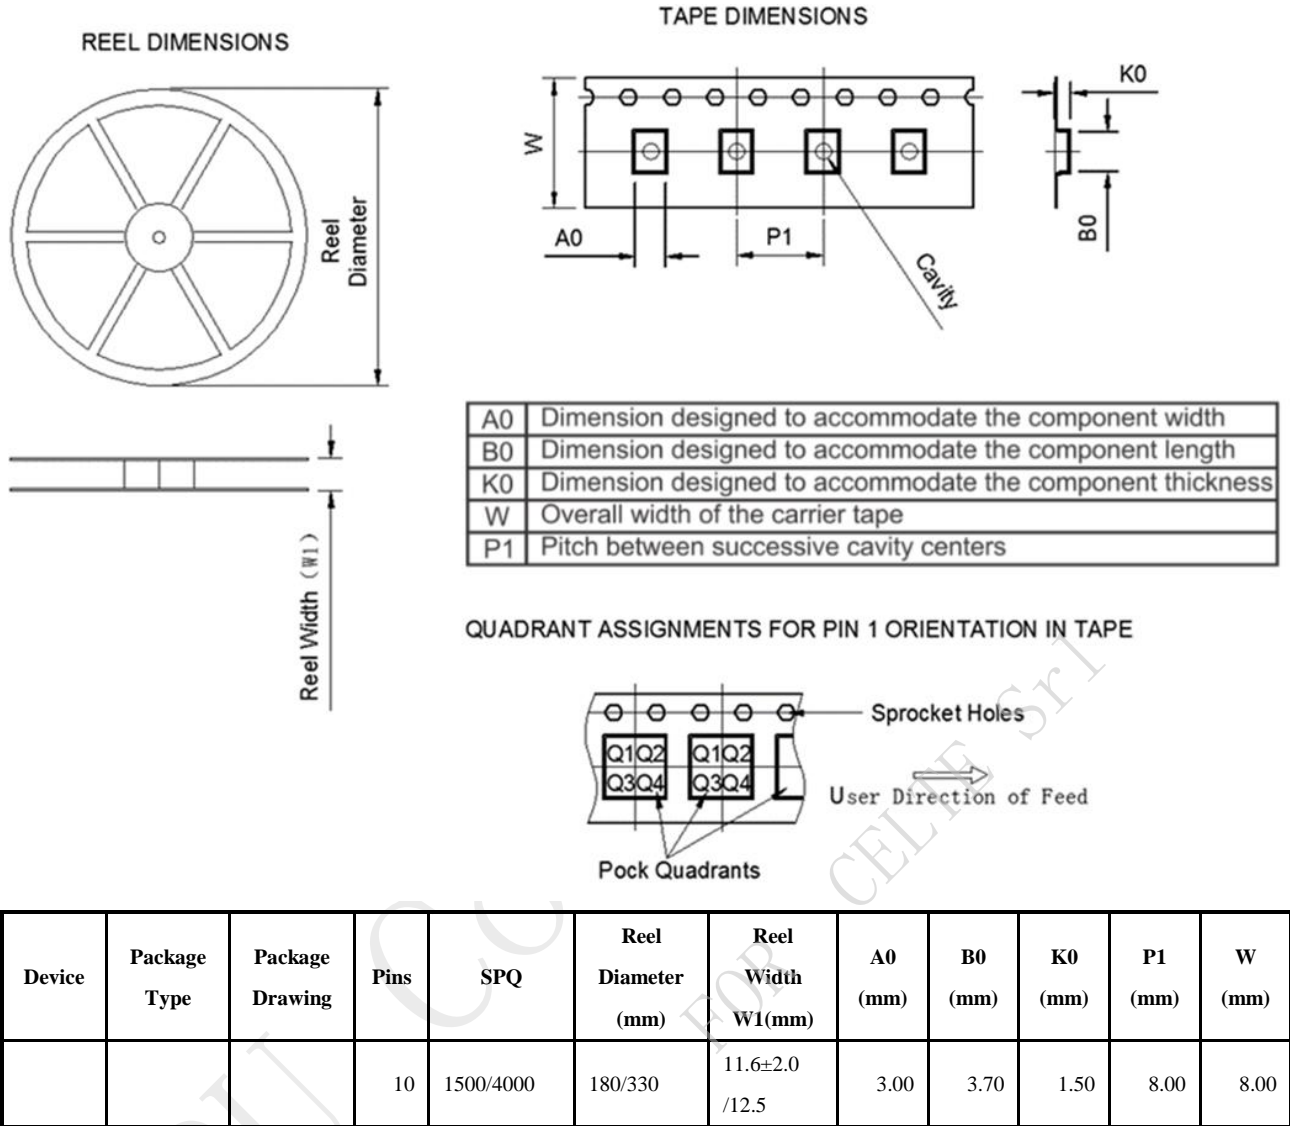 REEL DIMENSIONS
Reel
Diameter
Reel Width (W1)
TAPE DIMENSIONS
W
A0
P1
Cavity
K0
B0
A0 Dimension designed to accommodate the component width
B0 Dimension designed to accommodate the component length
K0 Dimension designed to accommodate the component thickness
W Overall width of the carrier tape
P1 Pitch between successive cavity centers
QUADRANT ASSIGNMENTS FOR PIN 1 ORIENTATION IN TAPE
Sprocket Holes
Q1 Q2 Q1 Q2
Q3 Q4 Q3 Q4
User Direction of Feed
Pock Quadrants
Device Package Type Package Drawing Pins SPQ Reel Diameter (mm) Reel Width W1(mm) A0 (mm) B0 (mm) K0 (mm) P1 (mm) W (mm)
10 1500/4000 180/330 11.6±2.0 /12.5 3.00 3.70 1.50 8.00 8.00
FOR CELTE Srl